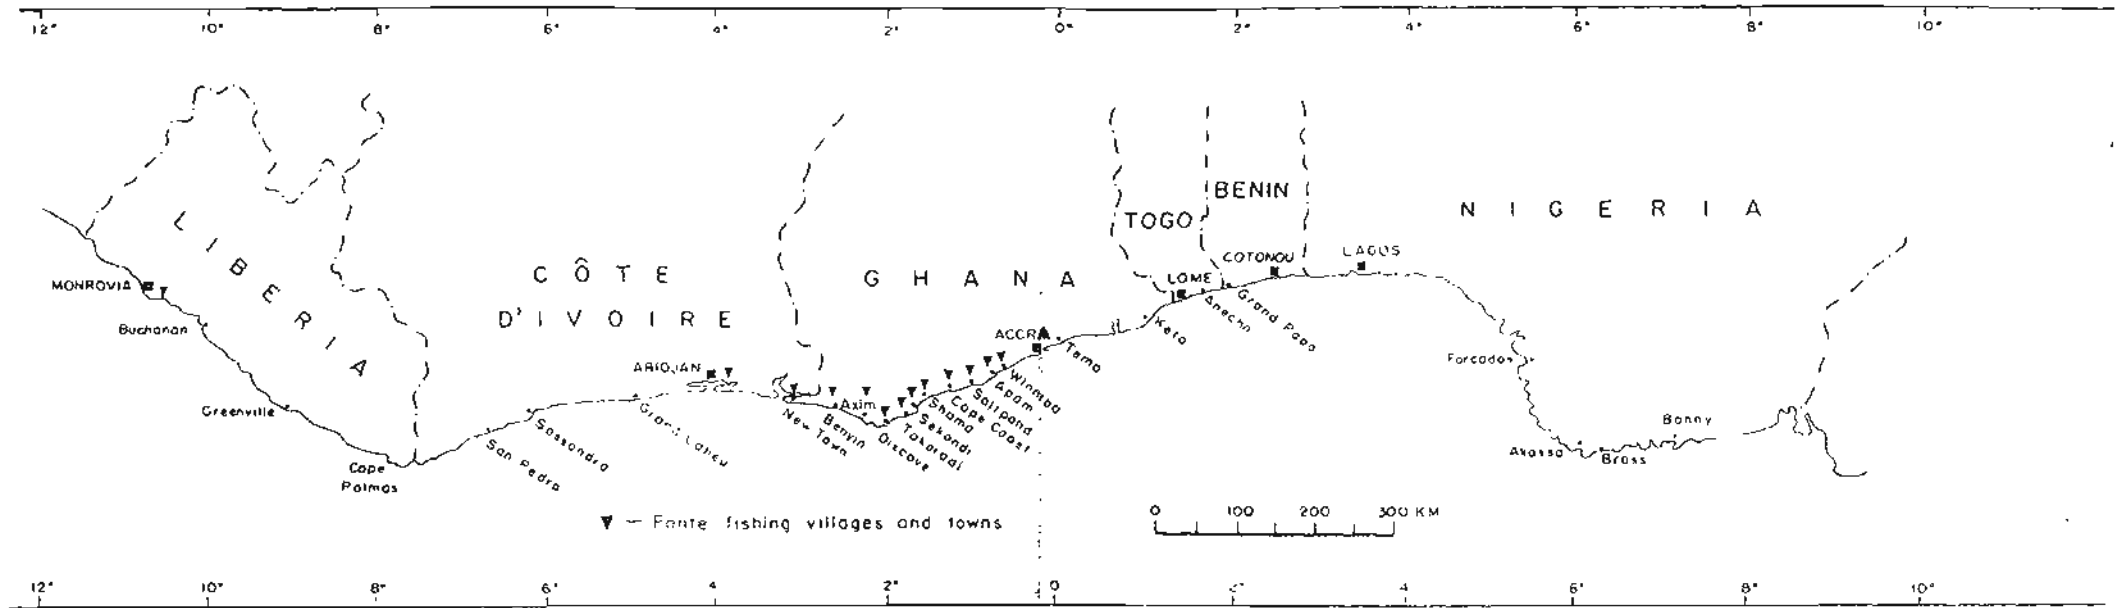 12° 10° 8° 6° 4° 2° 0° 2° 4° 6° 8° 10°
LIBERIA
CÔTE
D'IVOIRE
GHANA
TOGO
BENIN
NIGERIA
MONROVIA
Buchanan
Greenville
Cape
Palmas
San Pedro
Sassandra
Grand Lahou
ABIDJAN
New Town
Benyin
Axim
Dixcove
Takoradi
Sekondi
Shama
Cape Coast
Saltpond
Apam
Winniba
ACCRA
Tema
Keta
LOME
Anecho
Grand Popo
COTONOU
LAGOS
Forcados
Akassa
Brass
Bonny
▼ – Fante fishing villages and towns
0 100 200 300 KM
12° 10° 8° 6° 4 2° 0 2° 4° 6° 8° 10°